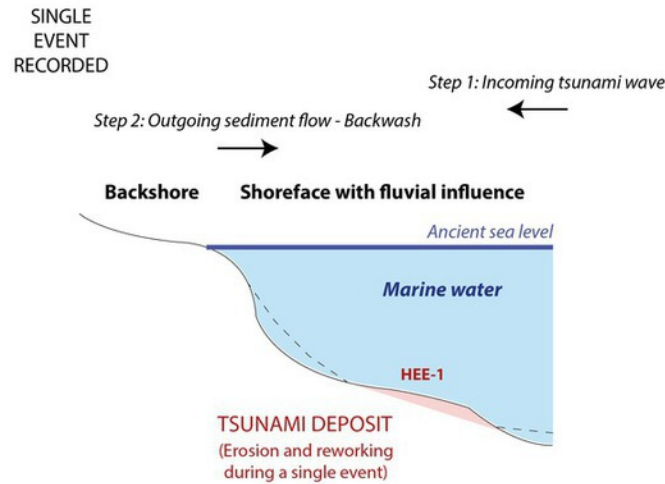 SINGLE
EVENT
RECORDED
Step 1: Incoming tsunami wave
Step 2: Outgoing sediment flow - Backwash
Backshore
Shoreface with fluvial influence
Ancient sea level
Marine water
HEE-1
TSUNAMI DEPOSIT
(Erosion and reworking
during a single event)